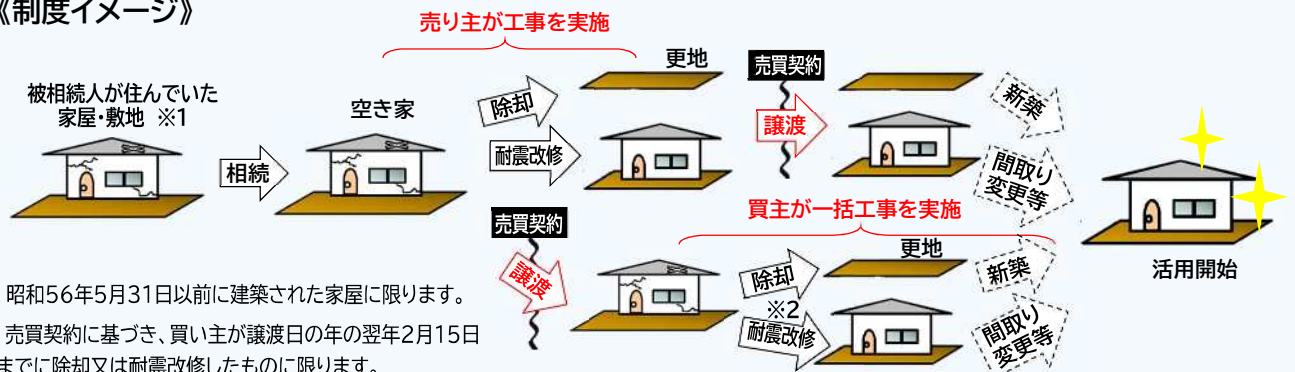 《制度イメージ》
売り主が工事を実施
被相続人が住んでいた
家屋・敷地 ※1
相続
空き家
除却
耐震改修
更地
売買契約
譲渡
新築
間取り
変更等
売買契約
譲渡
買主が一括工事を実施
除却
※2
耐震改修
更地
新築
間取り
変更等
活用開始
昭和56年5月31日以前に建築された家屋に限ります。
売買契約に基づき、買い主が譲渡日の年の翌年2月15日
までに除却又は耐震改修したものに限ります。